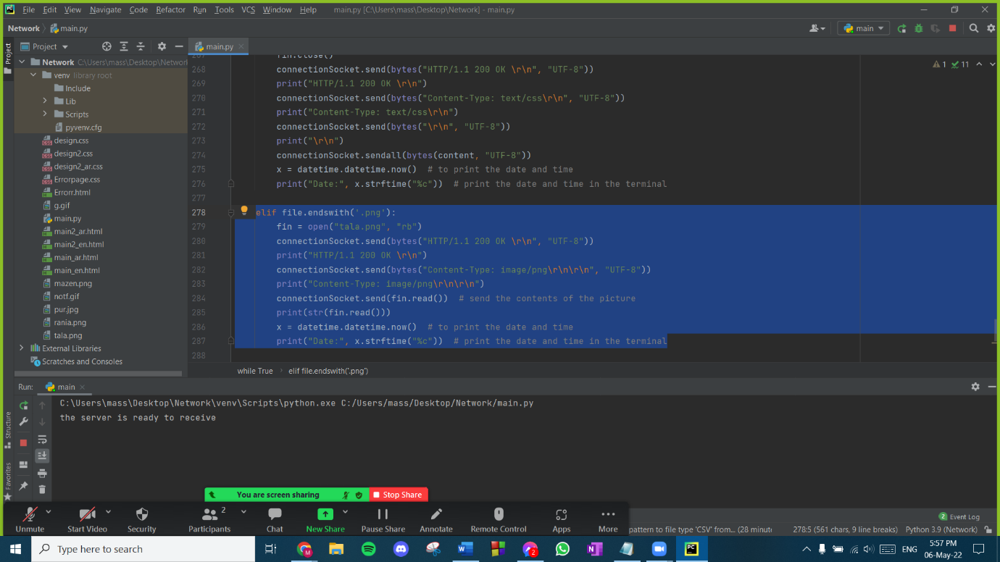 File Edit View Navigate Code Refactor Run Tools VCS Window Help main.py [C:\Users\mass\Desktop\Network] - main.py
Network main.py
main
Project
Project
main.py
Network C:\Users\mass\Desktop\Network
venv library root
Include
Lib
Scripts
pyvenv.cfg
design.css
design2.css
design2_ar.css
Errorpage.css
Errorr.html
g.gif
main.py
main2_ar.html
main2_en.html
main_ar.html
main_en.html
mazen.png
notf.gif
pur.jpg
rania.png
tala.png
External Libraries
Scratches and Consoles
1 11
267 fin.close()
268 connectionSocket.send(bytes("HTTP/1.1 200 OK \r\n", "UTF-8"))
269 print("HTTP/1.1 200 OK \r\n")
270 connectionSocket.send(bytes("Content-Type: text/css\r\n", "UTF-8"))
271 print("Content-Type: text/css\r\n")
272 connectionSocket.send(bytes("\r\n", "UTF-8"))
273 print("\r\n")
274 connectionSocket.sendall(bytes(content, "UTF-8"))
275 x = datetime.datetime.now() # to print the date and time
276 print("Date:", x.strftime("%c")) # print the date and time in the terminal
277
278 elif file.endswith('.png'):
279 fin = open("tala.png", "rb")
280 connectionSocket.send(bytes("HTTP/1.1 200 OK \r\n", "UTF-8"))
281 print("HTTP/1.1 200 OK \r\n")
282 connectionSocket.send(bytes("Content-Type: image/png\r\n\r\n", "UTF-8"))
283 print("Content-Type: image/png\r\n\r\n")
284 connectionSocket.send(fin.read()) # send the contents of the picture
285 print(str(fin.read()))
286 x = datetime.datetime.now() # to print the date and time
287 print("Date:", x.strftime("%c")) # print the date and time in the terminal
288
while True elif file.endswith('.png')
Run: main
C:\Users\mass\Desktop\Network\venv\Scripts\python.exe C:/Users/mass/Desktop/Network/main.py
the server is ready to receive
Structure
Favorites
You are screen sharing Stop Share
2
Unmute Start Video Security Participants Chat New Share Pause Share Annotate Remote Control Apps More
2 Event Log
pattern to file type 'CSV' from... (28 minute 278:5 (561 chars, 9 line breaks) Python 3.9 (Network)
Type here to search
2
ENG
5:57 PM
06-May-22